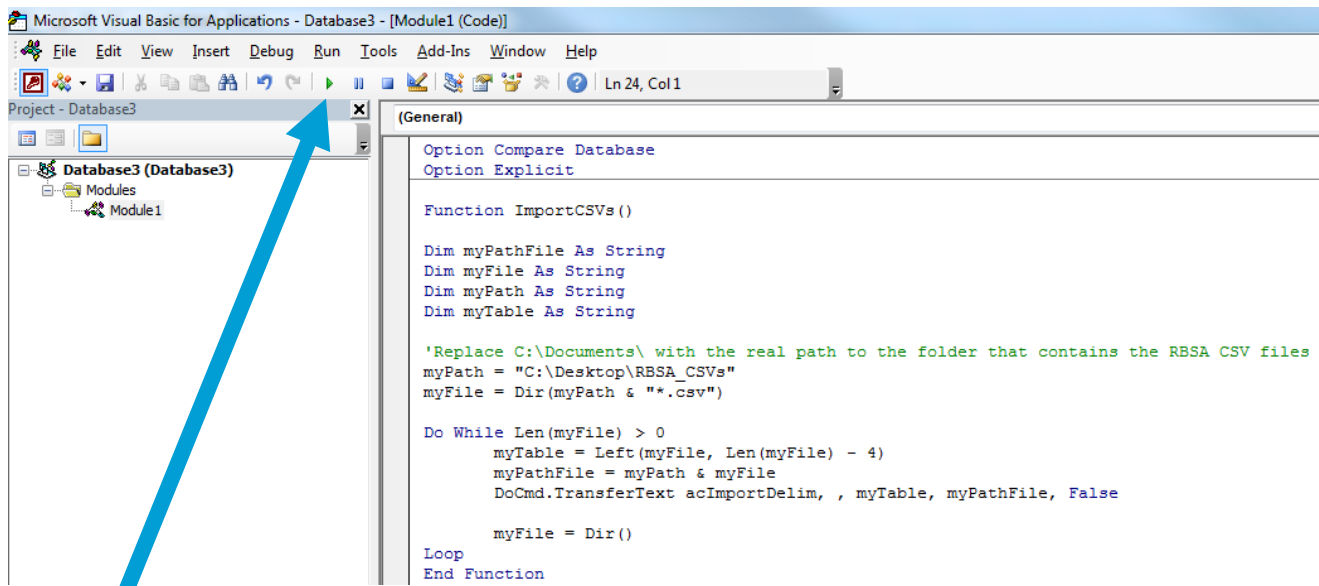 Microsoft Visual Basic for Applications - Database3 - [Module1 (Code)]
File Edit View Insert Debug Run Tools Add-Ins Window Help
Ln 24, Col 1
Project - Database3
(General)
Database3 (Database3)
Modules
Module1
Option Compare Database
Option Explicit
Function ImportCSVs()
Dim myPathFile As String
Dim myFile As String
Dim myPath As String
Dim myTable As String
'Replace C:\Documents\ with the real path to the folder that contains the RBSA CSV files
myPath = "C:\Desktop\RBSA_CSVs"
myFile = Dir(myPath & "*.csv")
Do While Len(myFile) > 0
myTable = Left(myFile, Len(myFile) - 4)
myPathFile = myPath & myFile
DoCmd.TransferText acImportDelim, , myTable, myPathFile, False
myFile = Dir()
Loop
End Function